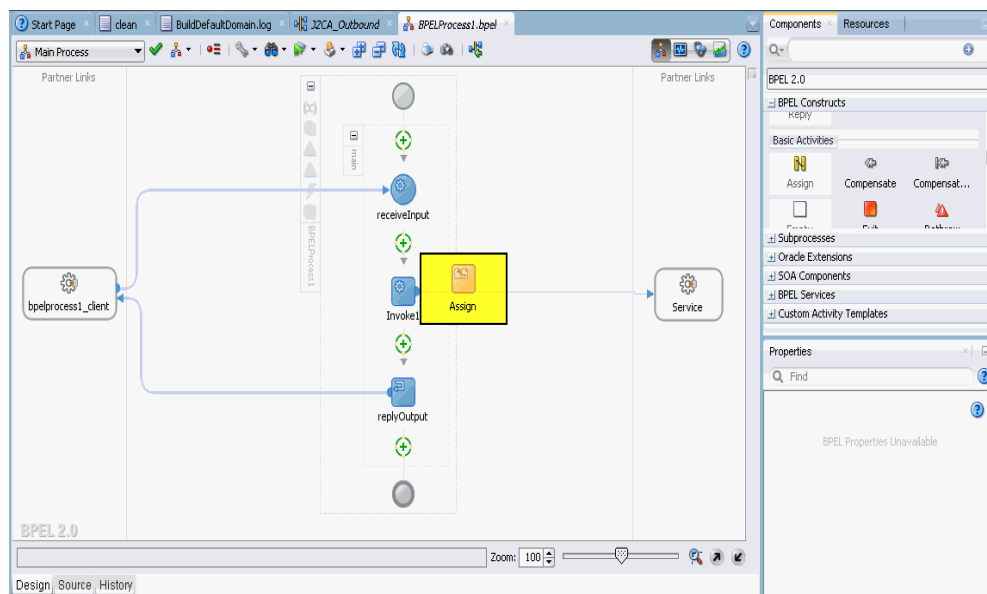 Start Page
clean
BuildDefaultDomain.log
J2CA_Outbound
BPELProcess1.bpel
Components
Resources
Main Process
BPEL 2.0
Partner Links
Partner Links
BPEL Constructs
Reply
Basic Activities
main
Assign
Compensate
Compensat...
receiveInput
BPELProcess1
Subprocesses
Oracle Extensions
bpelprocess1_client
Invoke1
Assign
Service
SOA Components
BPEL Services
Custom Activity Templates
Properties
Find
replyOutput
BPEL Properties Unavailable
BPEL 2.0
Zoom: 100
Design
Source
History